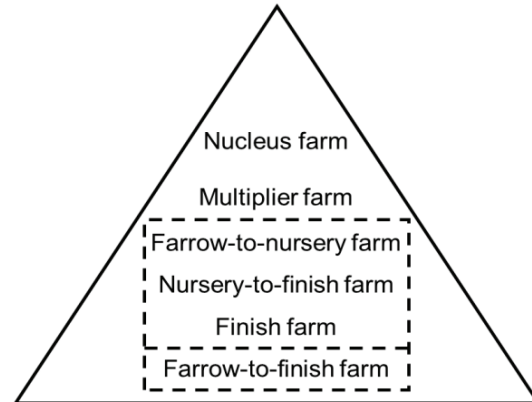 Nucleus farm
Multiplier farm
Farrow-to-nursery farm
Nursery-to-finish farm
Finish farm
Farrow-to-finish farm